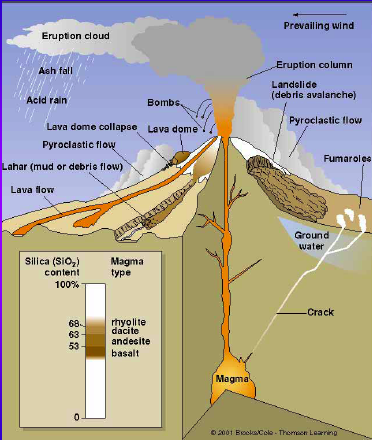 Prevailing wind
Eruption cloud
Eruption column
Ash fall
Landslide
(debris avalanche)
Acid rain
Bombs
Pyroclastic flow
Lava dome collapse
Lava dome
Pyroclastic flow
Fumaroles
Lahar (mud or debris flow)
Lava flow
Ground
water
Silica (SiO2)
content
Magma
type
100%
68
rhyolite
63
dacite
53
andesite
basalt
0
Crack
Magma
© 2001 Brooks/Cole - Thomson Learning